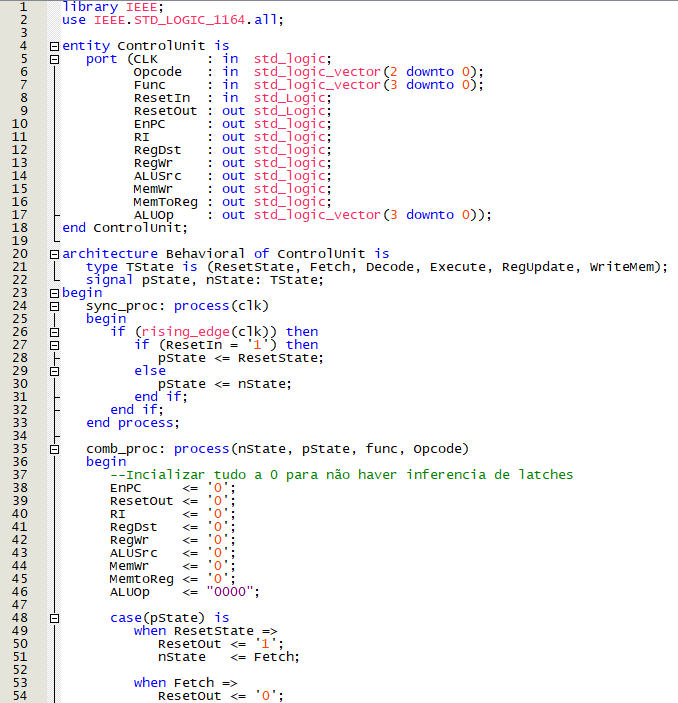 1 library IEEE;
2 use IEEE.STD_LOGIC_1164.all;
3
4 entity ControlUnit is
5    port (CLK      : in  std_logic;
6          Opcode   : in  std_logic_vector(2 downto 0);
7          Func     : in  std_logic_vector(3 downto 0);
8          ResetIn  : in  std_Logic;
9          ResetOut : out std_Logic;
10          EnPC     : out std_logic;
11          RI       : out std_logic;
12          RegDst   : out std_logic;
13          RegWr    : out std_logic;
14          ALUSrc   : out std_logic;
15          MemWr    : out std_logic;
16          MemToReg : out std_logic;
17          ALUOp    : out std_logic_vector(3 downto 0));
18 end ControlUnit;
19
20 architecture Behavioral of ControlUnit is
21    type TState is (ResetState, Fetch, Decode, Execute, RegUpdate, WriteMem);
22    signal pState, nState: TState;
23 begin
24    sync_proc: process(clk)
25    begin
26       if (rising_edge(clk)) then
27          if (ResetIn = '1') then
28             pState <= ResetState;
29          else
30             pState <= nState;
31          end if;
32       end if;
33    end process;
34
35    comb_proc: process(nState, pState, func, Opcode)
36    begin
37       --Incializar tudo a 0 para não haver inferencia de latches
38       EnPC     <= '0';
39       ResetOut <= '0';
40       RI       <= '0';
41       RegDst   <= '0';
42       RegWr    <= '0';
43       ALUSrc   <= '0';
44       MemWr    <= '0';
45       MemtoReg <= '0';
46       ALUOp    <= "0000";
47
48       case(pState) is
49          when ResetState =>
50             ResetOut <= '1';
51             nState   <= Fetch;
52
53          when Fetch =>
54             ResetOut <= '0';